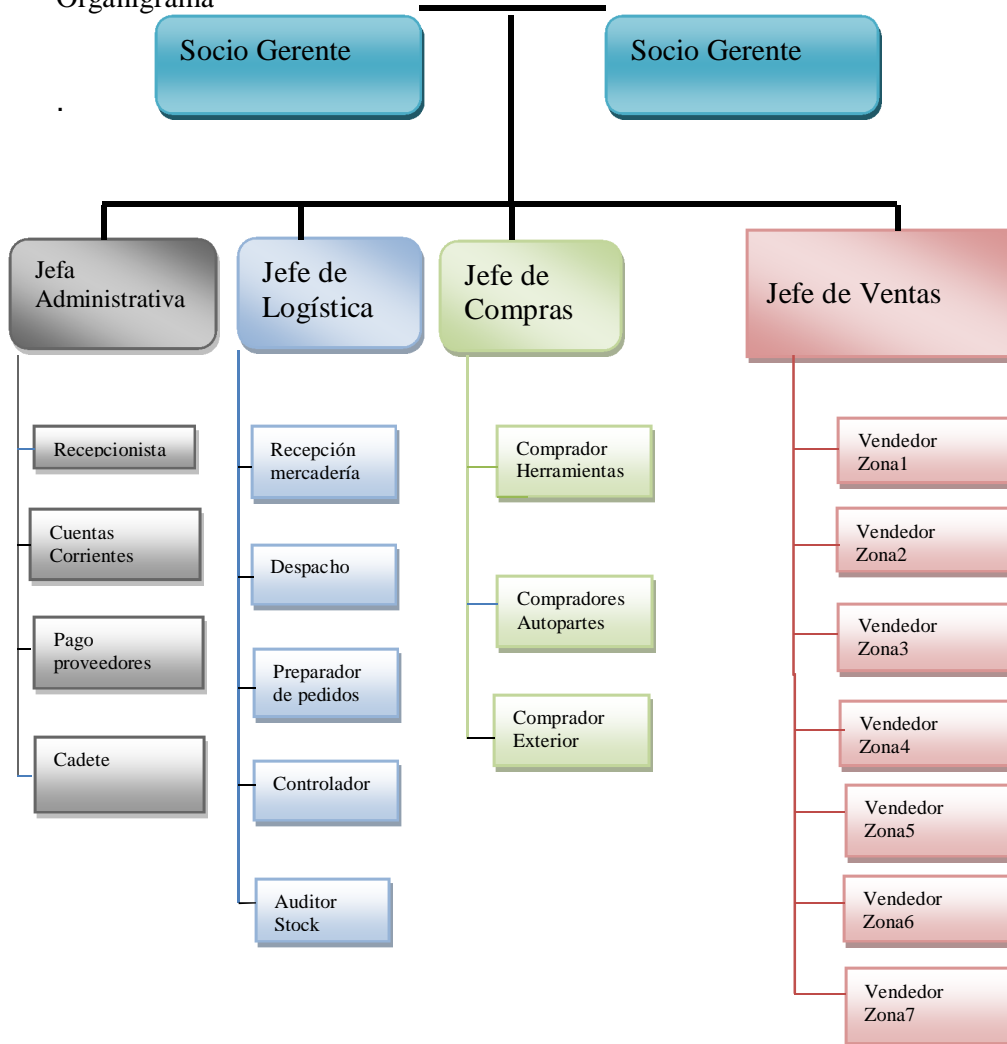 Organigrama
Socio Gerente
Socio Gerente
.
Jefa
Administrativa
Jefe de
Logística
Jefe de
Compras
Jefe de Ventas
Recepcionista
Cuentas
Corrientes
Pago
proveedores
Cadete
Recepción
mercadería
Despacho
Preparador
de pedidos
Controlador
Auditor
Stock
Comprador
Herramientas
Compradores
Autopartes
Comprador
Exterior
Vendedor
Zona1
Vendedor
Zona2
Vendedor
Zona3
Vendedor
Zona4
Vendedor
Zona5
Vendedor
Zona6
Vendedor
Zona7